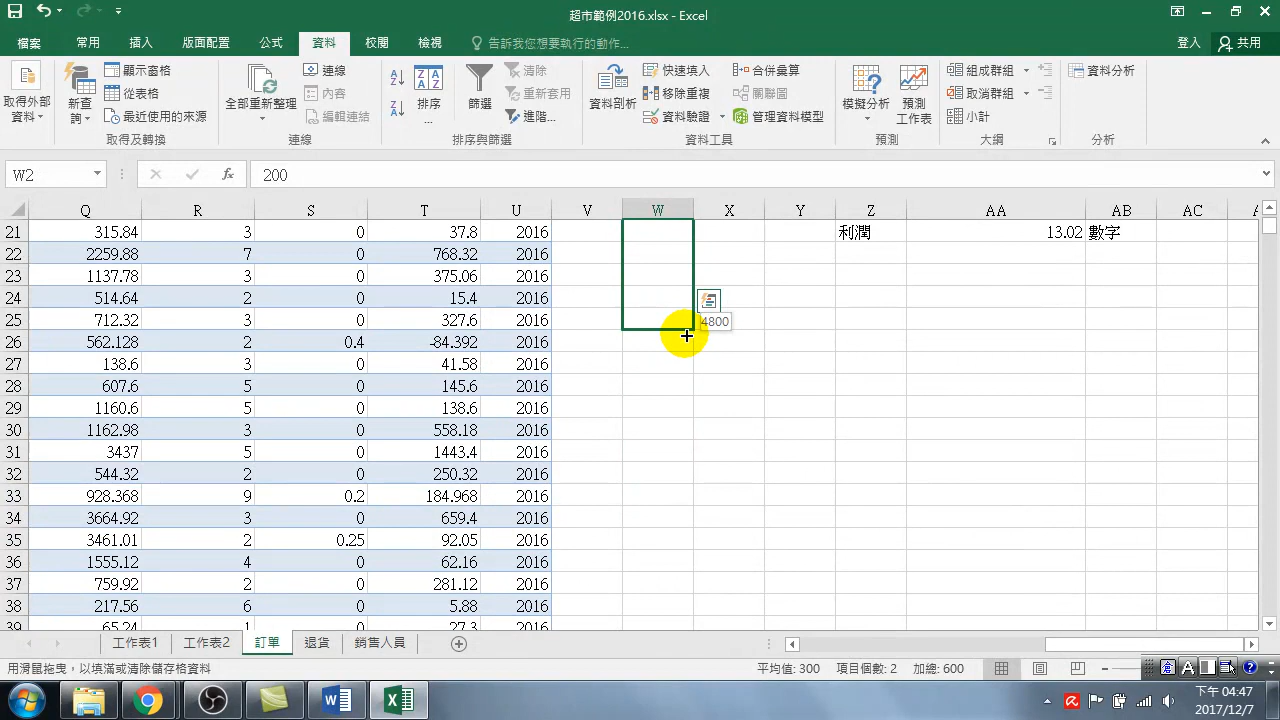 超市範例2016.xlsx - Excel
檔案 常用 插入 版面配置 公式 資料 校閱 檢視 告訴我您想要執行的動作... 登入 共用
取得外部資料 新查詢 顯示窗格 從表格 最近使用的來源 取得及轉換
全部重新整理 連線 內容 編輯連結 連線
排序... 篩選 清除 重新套用 進階... 排序與篩選
資料剖析 快速填入 移除重複 資料驗證 合併彙算 關聯圖 管理資料模型 資料工具
模擬分析 預測工作表 預測
組成群組 取消群組 小計 大綱
資料分析 分析
W2 fx 200
Q R S T U V W X Y Z AA AB AC
21 315.84 3 0 37.8 2016 利潤 13.02 數字
22 2259.88 7 0 768.32 2016
23 1137.78 3 0 375.06 2016
24 514.64 2 0 15.4 2016
25 712.32 3 0 327.6 2016 4800
26 562.128 2 0.4 -84.392 2016
27 138.6 3 0 41.58 2016
28 607.6 5 0 145.6 2016
29 1160.6 5 0 138.6 2016
30 1162.98 3 0 558.18 2016
31 3437 5 0 1443.4 2016
32 544.32 2 0 250.32 2016
33 928.368 9 0.2 184.968 2016
34 3664.92 3 0 659.4 2016
35 3461.01 2 0.25 92.05 2016
36 1555.12 4 0 62.16 2016
37 759.92 2 0 281.12 2016
38 217.56 6 0 5.88 2016
39 65.24 1 0 27.3 2016
工作表1 工作表2 訂單 退貨 銷售人員
用滑鼠拖曳，以填滿或清除儲存格資料 平均值: 300 項目個數: 2 加總: 600
下午 04:47
2017/12/7